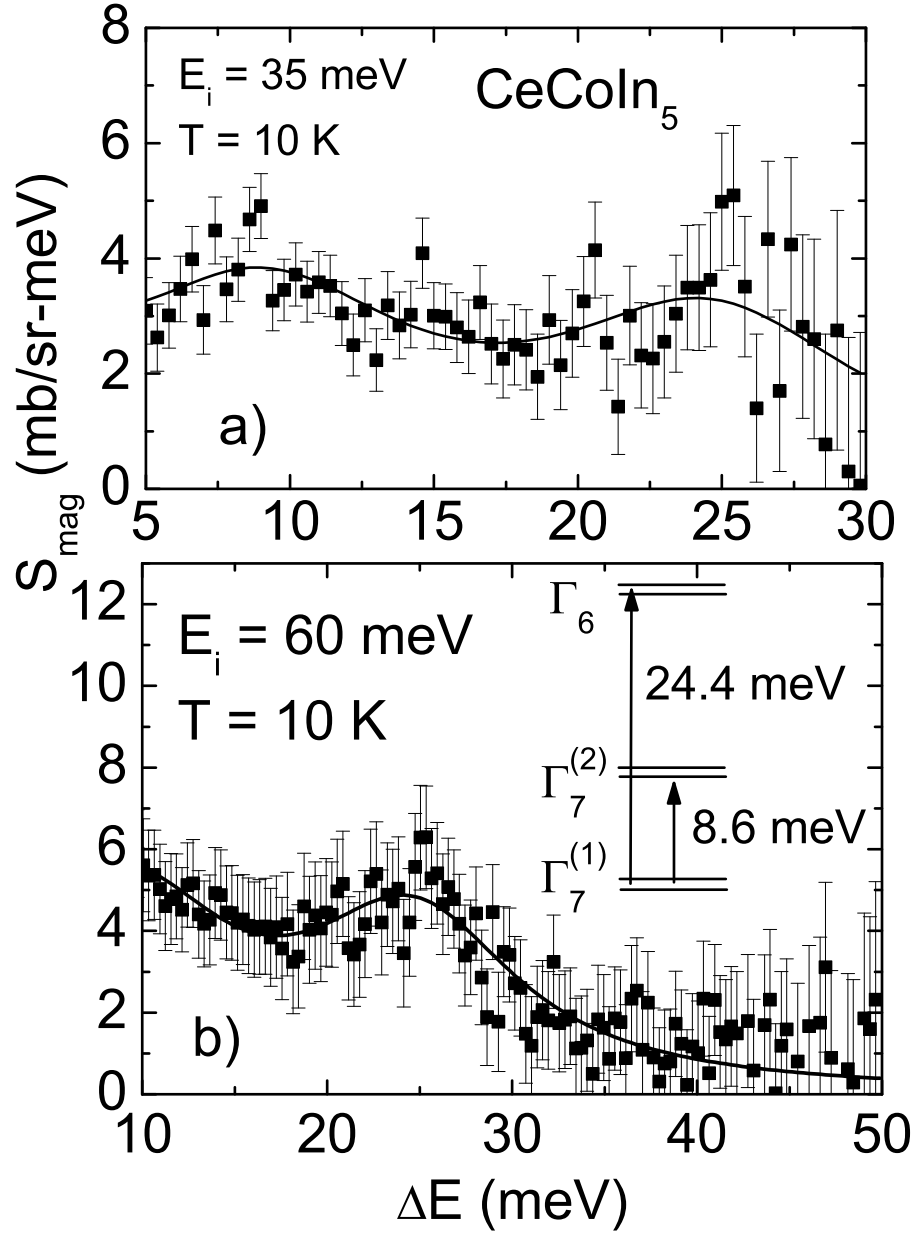 8
6
4
2
0
E_i = 35 meV
CeCoIn_5
T = 10 K
a)
5 10 15 20 25 30
S_mag (mb/sr-meV)
12
10
8
6
4
2
0
E_i = 60 meV
T = 10 K
Γ_6
24.4 meV
Γ_7^(2)
8.6 meV
Γ_7^(1)
b)
10 20 30 40 50
ΔE (meV)